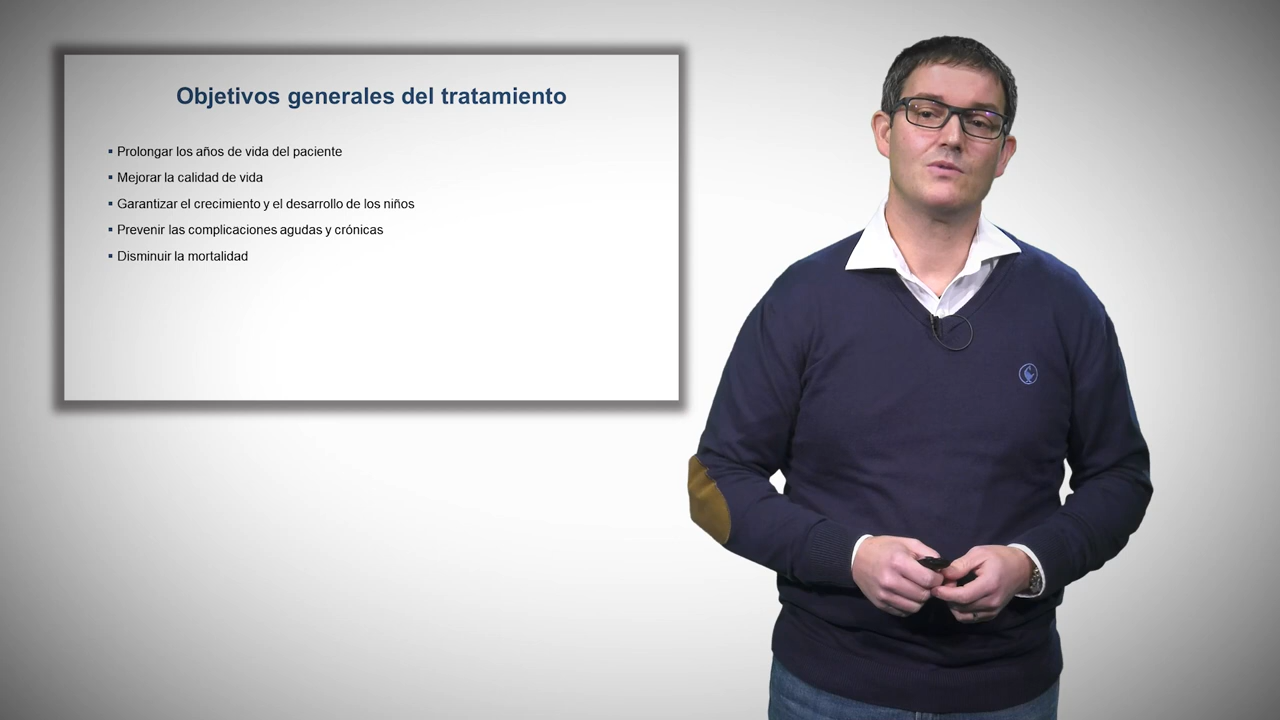 Objetivos generales del tratamiento
▪ Prolongar los años de vida del paciente
▪ Mejorar la calidad de vida
▪ Garantizar el crecimiento y el desarrollo de los niños
▪ Prevenir las complicaciones agudas y crónicas
▪ Disminuir la mortalidad